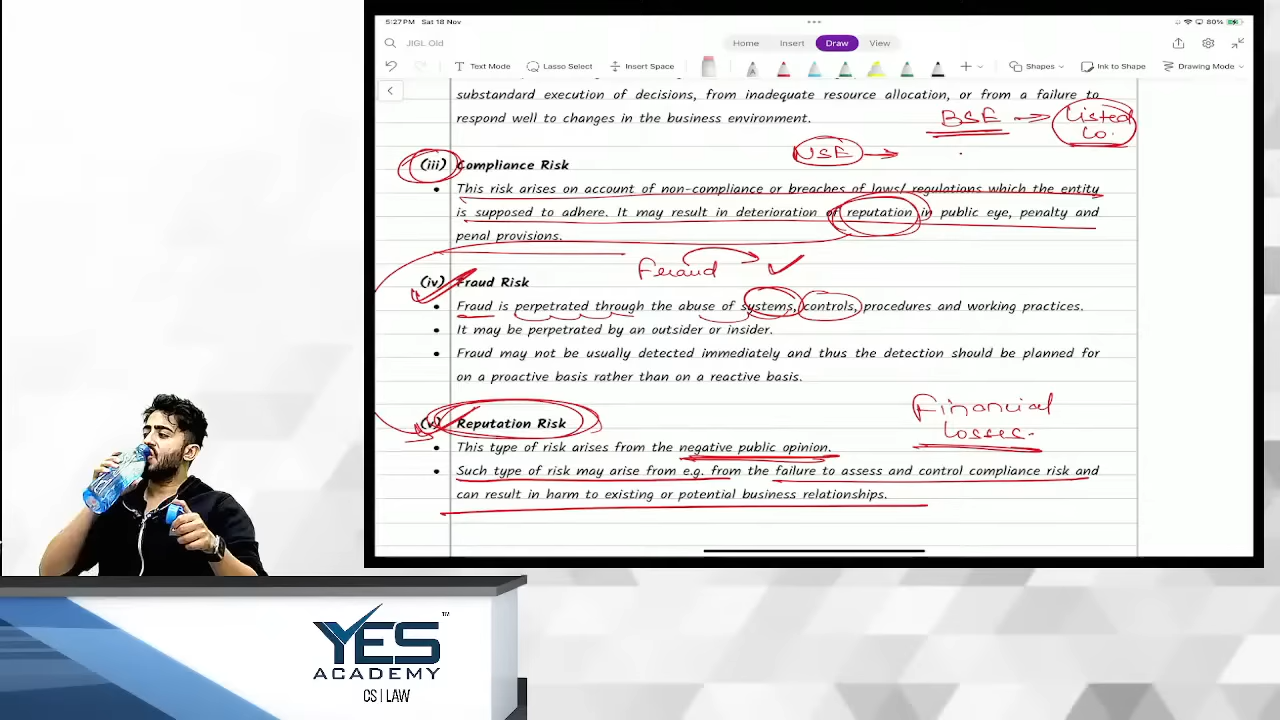 5:27 PM Sat 18 Nov
80%
JIGL Old
Home Insert Draw View
Text Mode Lasso Select Insert Space Shapes Ink to Shape Drawing Mode
substandard execution of decisions, from inadequate resource allocation, or from a failure to
respond well to changes in the business environment.
BSE → Listed
Co.
NSE →
(iii) Compliance Risk
• This risk arises on account of non-compliance or breaches of laws/ regulations which the entity
is supposed to adhere. It may result in deterioration of reputation in public eye, penalty and
penal provisions.
Fraud
(iv) Fraud Risk
• Fraud is perpetrated through the abuse of systems, controls, procedures and working practices.
• It may be perpetrated by an outsider or insider.
• Fraud may not be usually detected immediately and thus the detection should be planned for
on a proactive basis rather than on a reactive basis.
Financial
losses.
(v) Reputation Risk
• This type of risk arises from the negative public opinion.
• Such type of risk may arise from e.g. from the failure to assess and control compliance risk and
can result in harm to existing or potential business relationships.
YES™
ACADEMY
CS | LAW